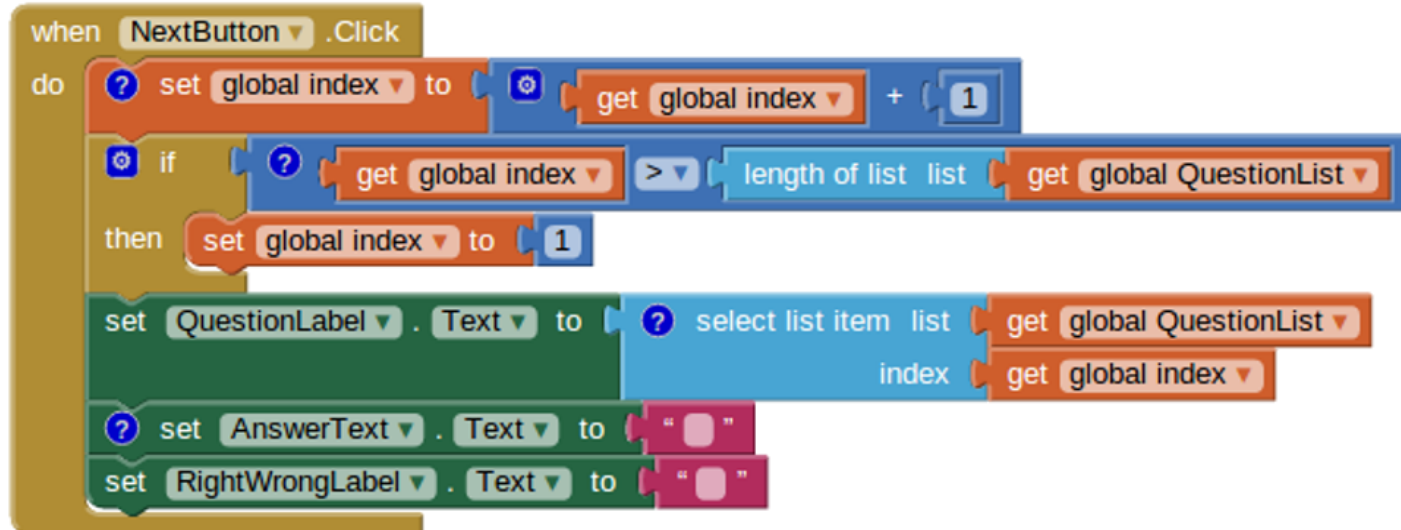 when NextButton ▾ .Click
do ? set global index ▾ to get global index ▾ + 1
if ? get global index ▾ > ▾ length of list list get global QuestionList ▾
then set global index ▾ to 1
set QuestionLabel ▾ . Text ▾ to ? select list item list get global QuestionList ▾
index get global index ▾
? set AnswerText ▾ . Text ▾ to “ ”
set RightWrongLabel ▾ . Text ▾ to “ ”